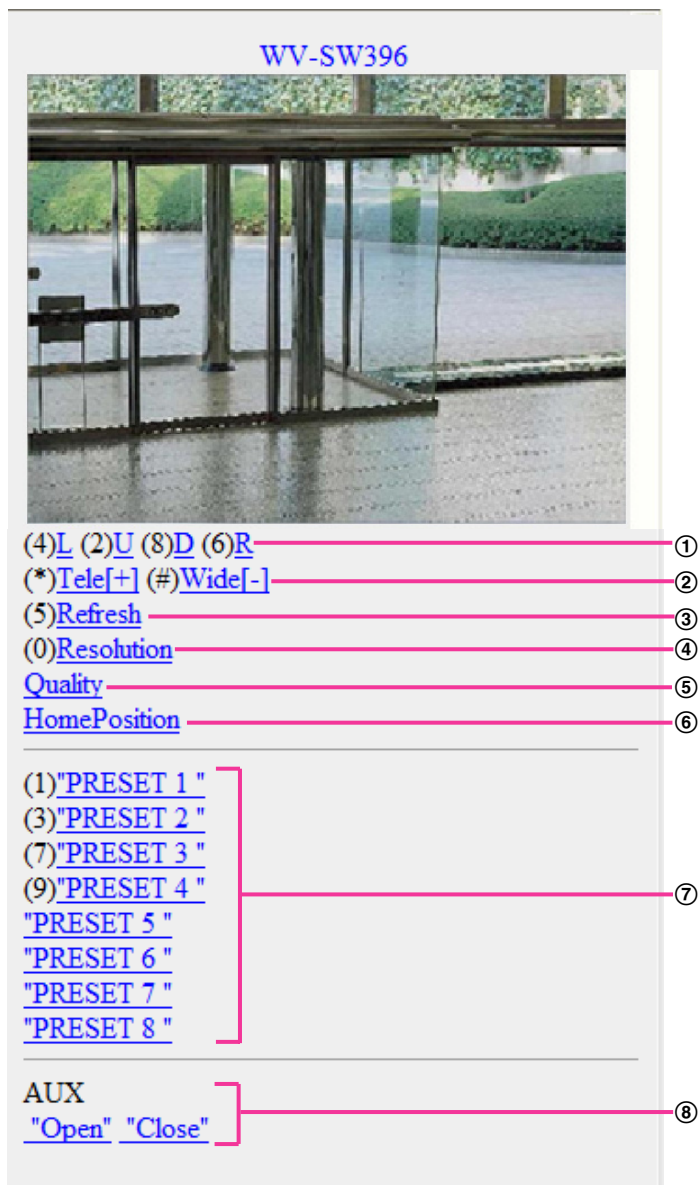 WV-SW396
(4)L (2)U (8)D (6)R ①
(*)Tele[+] (#)Wide[-] ②
(5)Refresh ③
(0)Resolution ④
Quality ⑤
HomePosition ⑥
(1)"PRESET 1 "
(3)"PRESET 2 "
(7)"PRESET 3 "
(9)"PRESET 4 " ⑦
"PRESET 5 "
"PRESET 6 "
"PRESET 7 "
"PRESET 8 "
AUX ⑧
"Open" "Close"